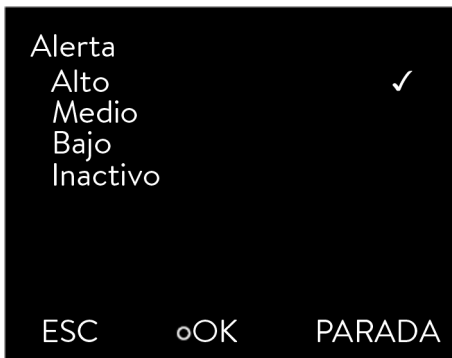 Alerta
Alto ✓
Medio
Bajo
Inactivo
ESC OK PARADA